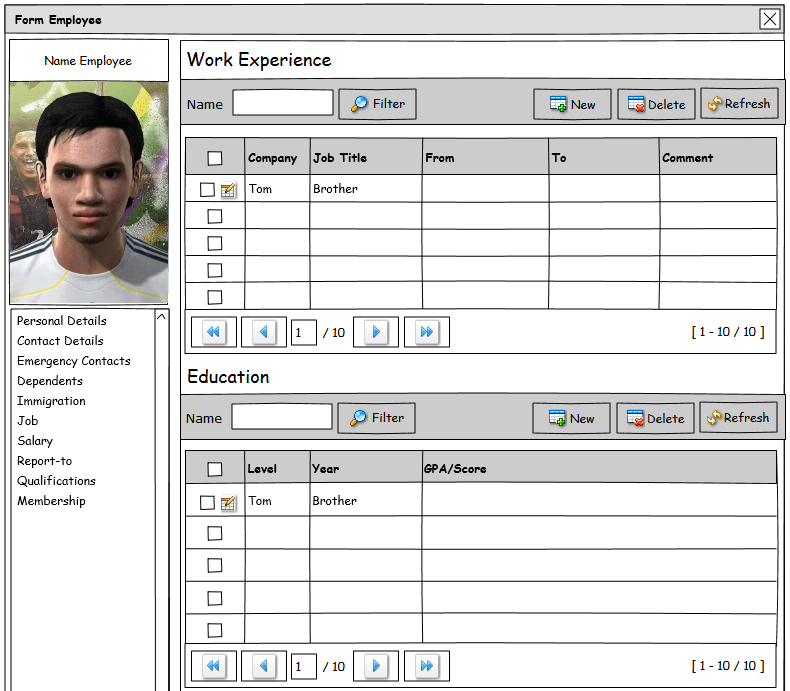 Form Employee
Name Employee
Personal Details
Contact Details
Emergency Contacts
Dependents
Immigration
Job
Salary
Report-to
Qualifications
Membership
Work Experience
Name Filter New Delete Refresh
Company Job Title From To Comment
Tom Brother
1 / 10 [ 1 - 10 / 10 ]
Education
Name Filter New Delete Refresh
Level Year GPA/Score
Tom Brother
1 / 10 [ 1 - 10 / 10 ]